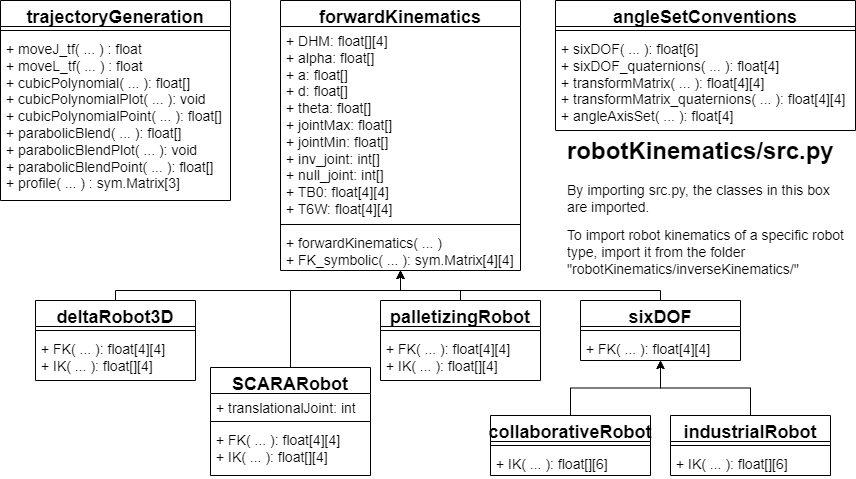 trajectoryGeneration
+ moveJ_tf( ... ) : float
+ moveL_tf( ... ) : float
+ cubicPolynomial( ... ): float[]
+ cubicPolynomialPlot( ... ): void
+ cubicPolynomialPoint( ... ): float[]
+ parabolicBlend( ... ): float[]
+ parabolicBlendPlot( ... ): void
+ parabolicBlendPoint( ... ): float[]
+ profile( ... ) : sym.Matrix[3]
forwardKinematics
+ DHM: float[][4]
+ alpha: float[]
+ a: float[]
+ d: float[]
+ theta: float[]
+ jointMax: float[]
+ jointMin: float[]
+ inv_joint: int[]
+ null_joint: int[]
+ TB0: float[4][4]
+ T6W: float[4][4]
+ forwardKinematics( ... )
+ FK_symbolic( ... ): sym.Matrix[4][4]
angleSetConventions
+ sixDOF( ... ): float[6]
+ sixDOF_quaternions( ... ): float[4]
+ transformMatrix( ... ): float[4][4]
+ transformMatrix_quaternions( ... ): float[4][4]
+ angleAxisSet( ... ): float[4]
robotKinematics/src.py
By importing src.py, the classes in this box
are imported.
To import robot kinematics of a specific robot
type, import it from the folder
"robotKinematics/inverseKinematics/"
deltaRobot3D
+ FK( ... ): float[4][4]
+ IK( ... ): float[][4]
SCARARobot
+ translationalJoint: int
+ FK( ... ): float[4][4]
+ IK( ... ): float[][4]
palletizingRobot
+ FK( ... ): float[4][4]
+ IK( ... ): float[][4]
sixDOF
+ FK( ... ): float[4][4]
collaborativeRobot
+ IK( ... ): float[][6]
industrialRobot
+ IK( ... ): float[][6]